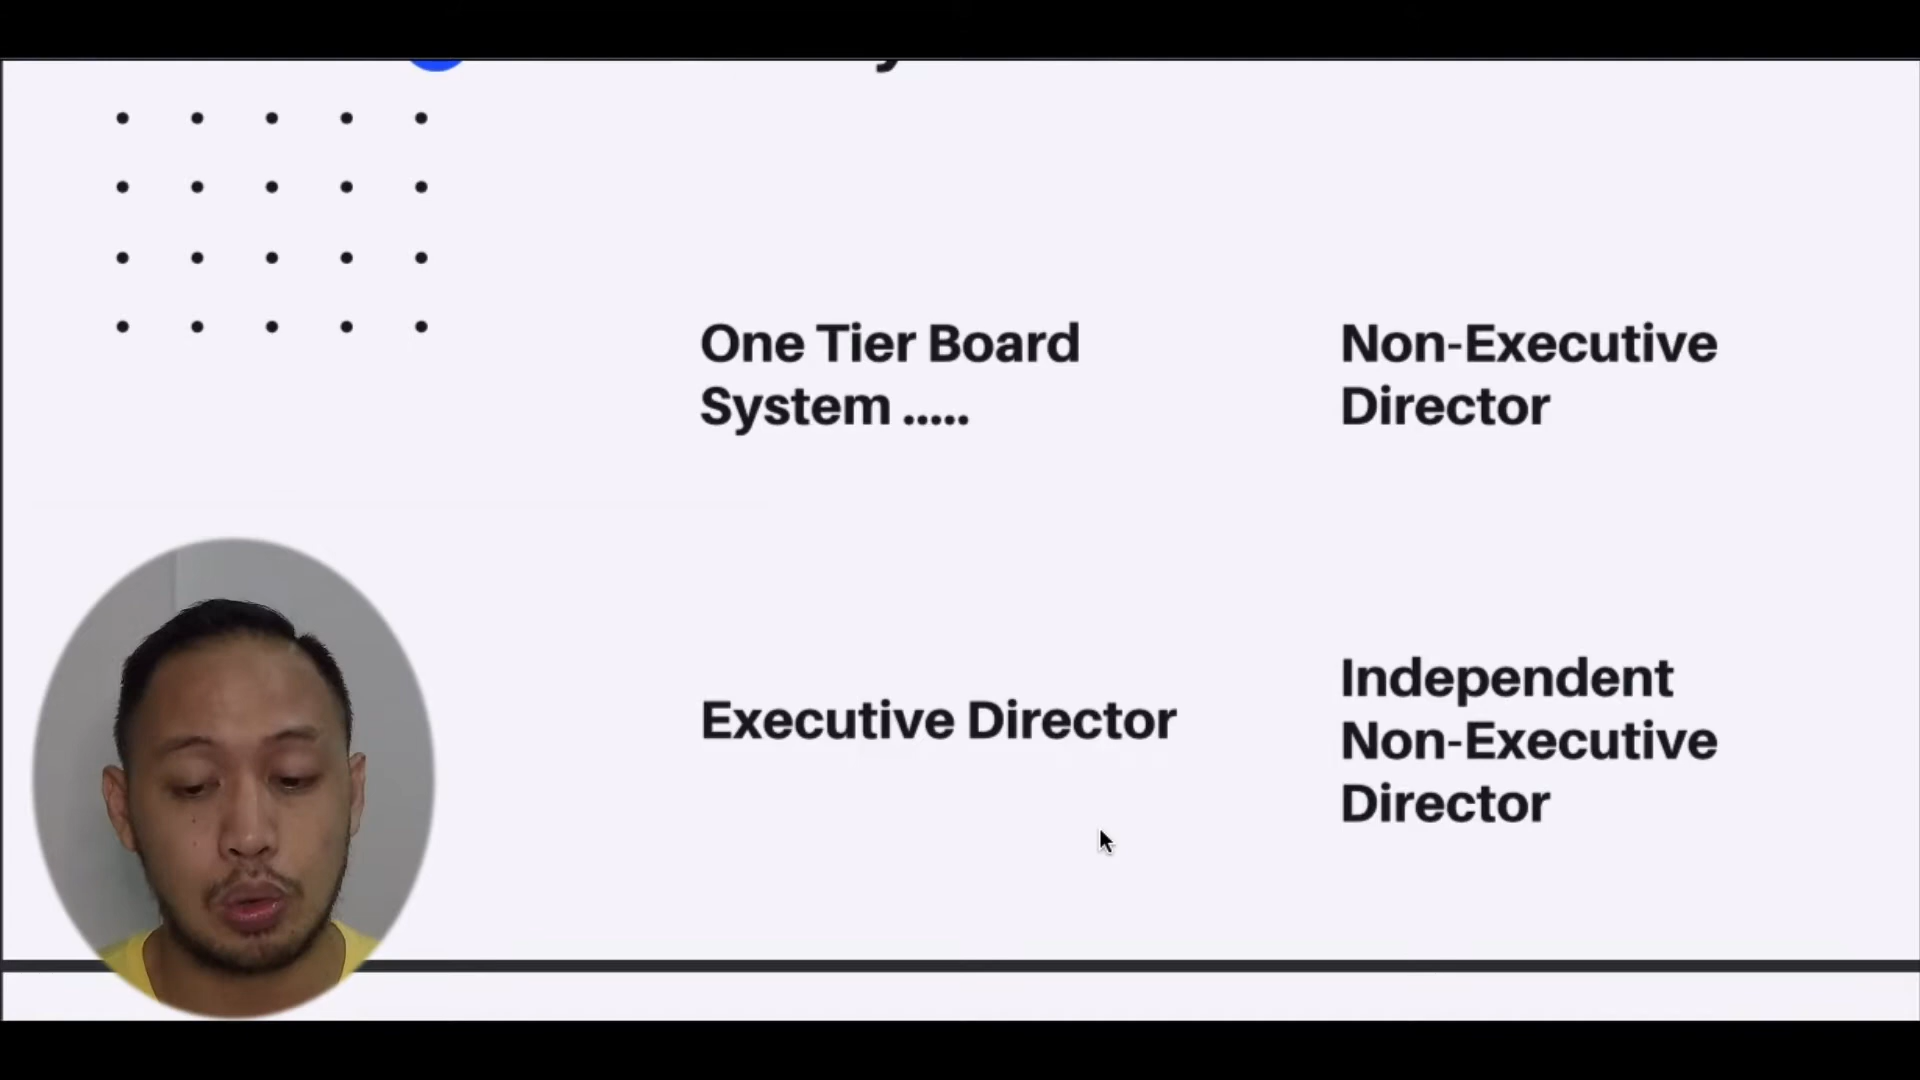 One Tier Board
System .....
Non-Executive
Director
Executive Director
Independent
Non-Executive
Director